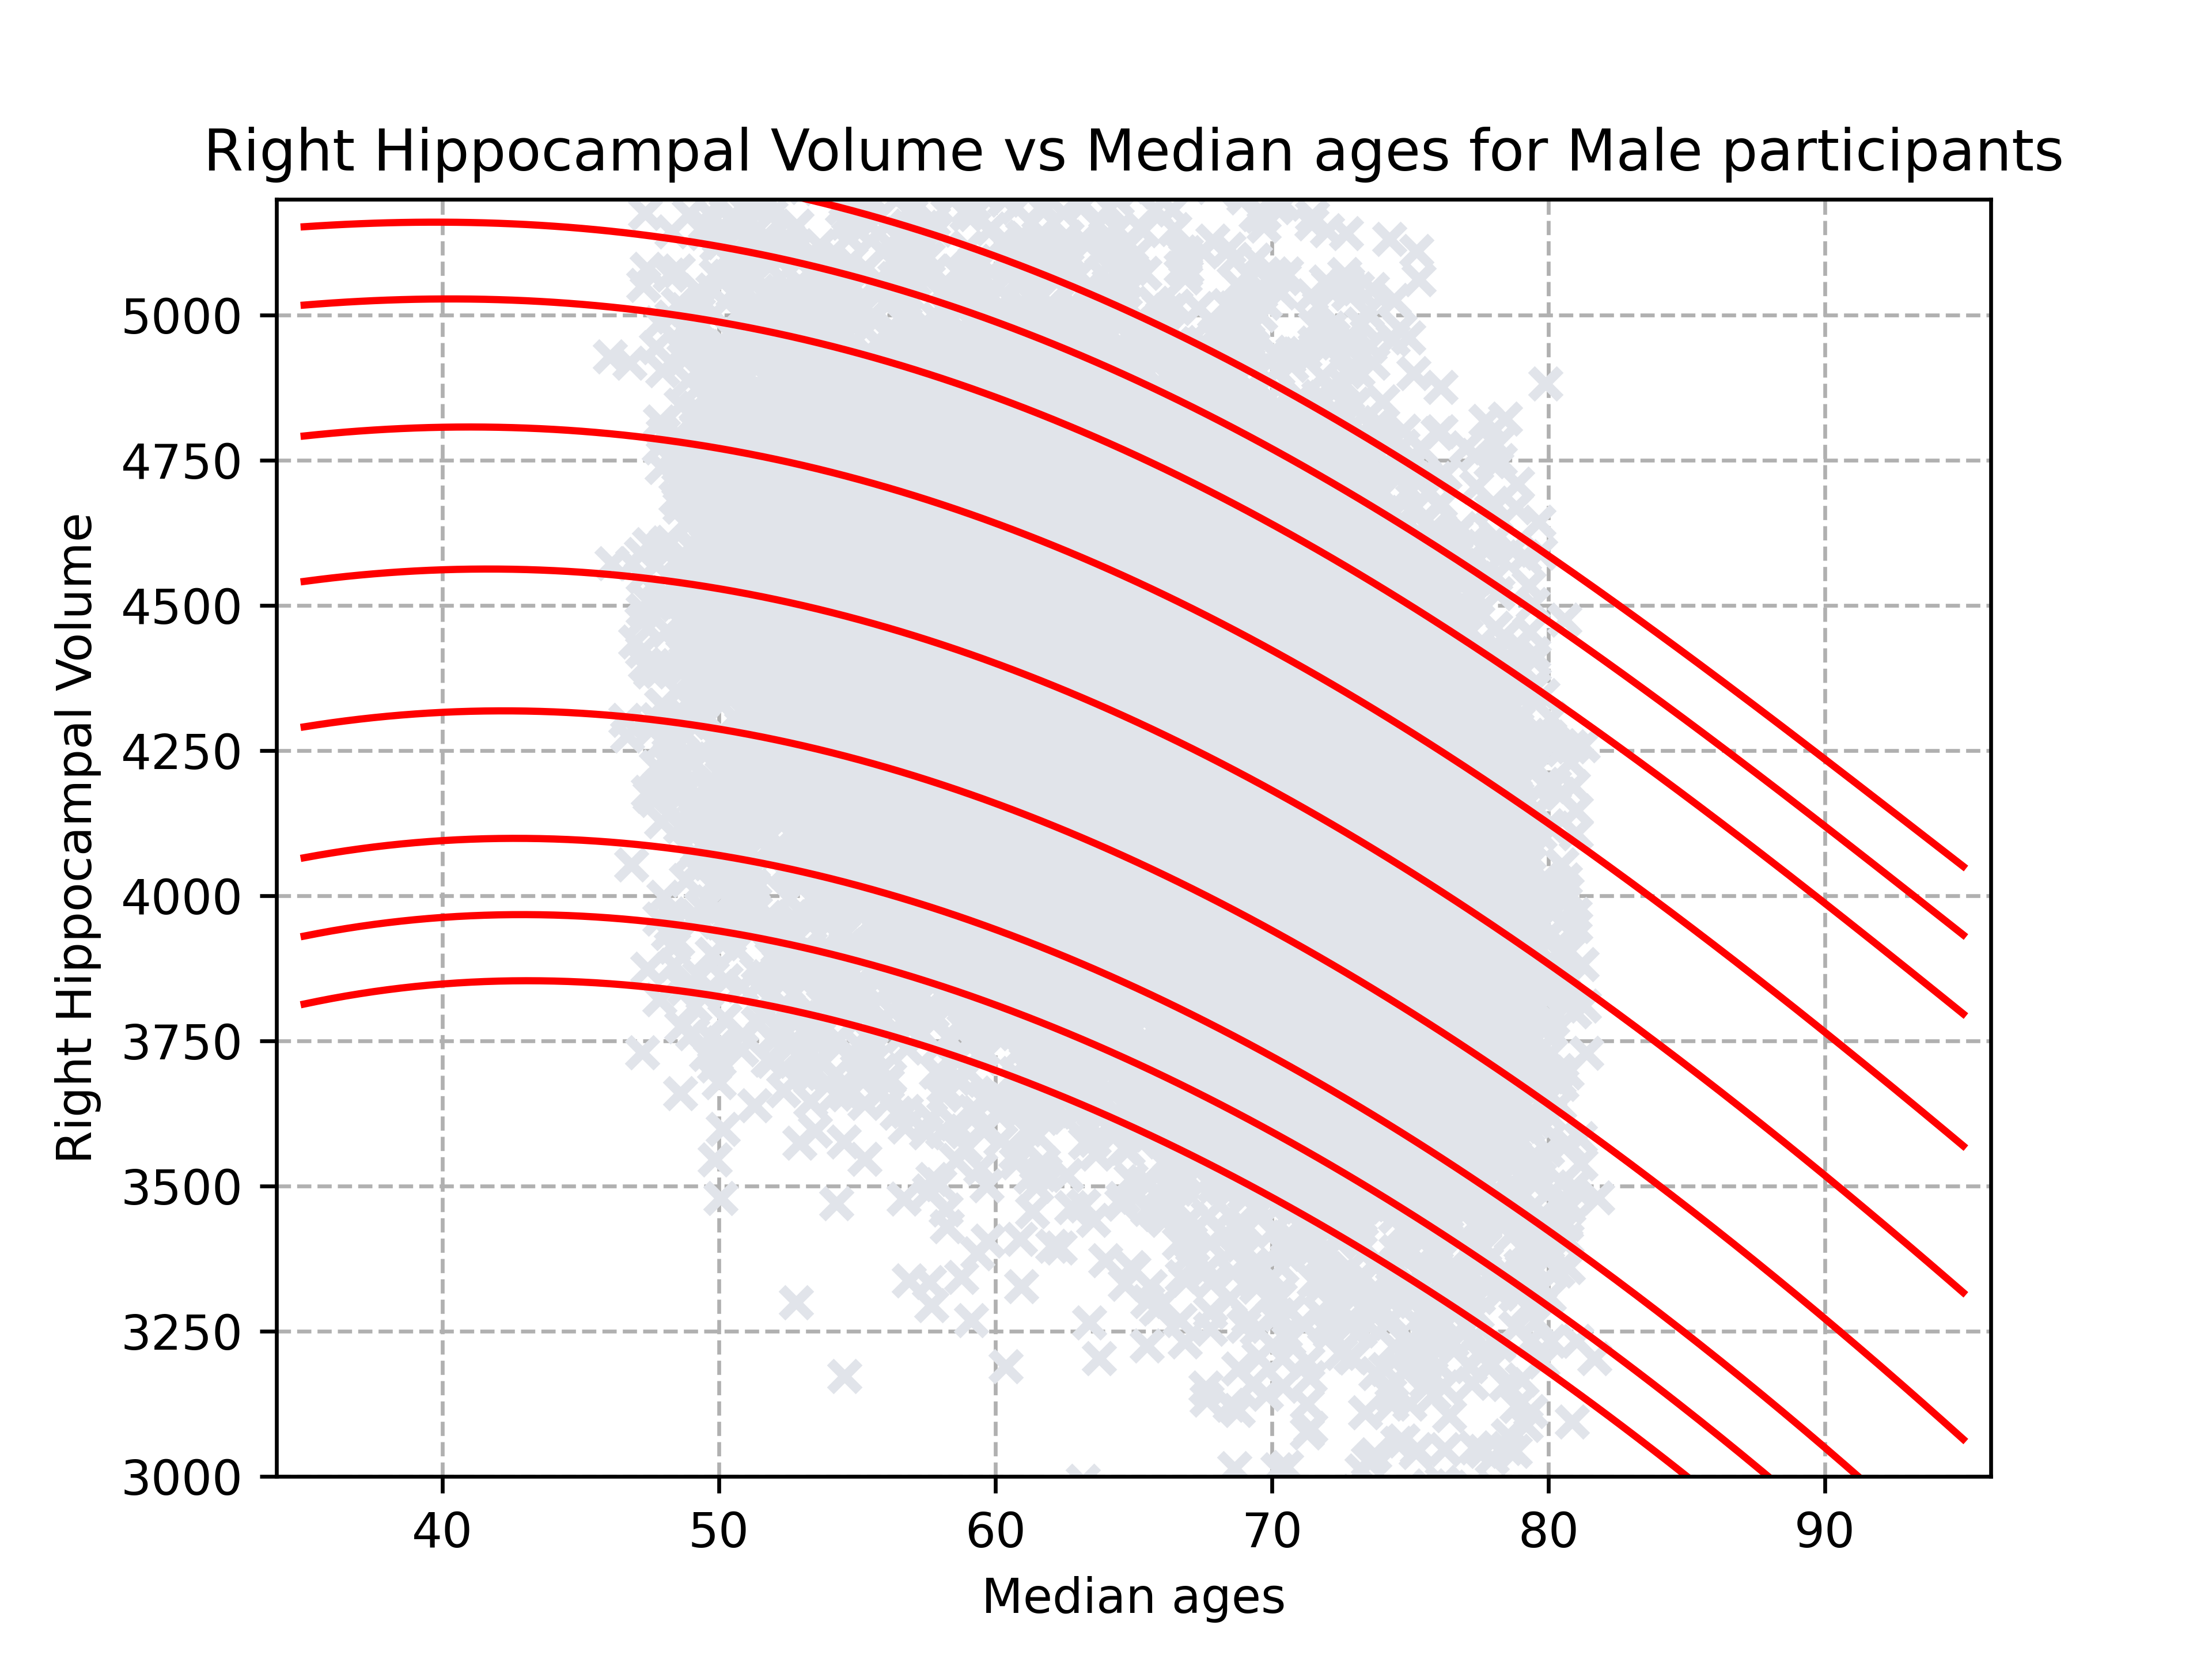 Right Hippocampal Volume vs Median ages for Male participants
Right Hippocampal Volume
5000
4750
4500
4250
4000
3750
3500
3250
3000
40 50 60 70 80 90
Median ages